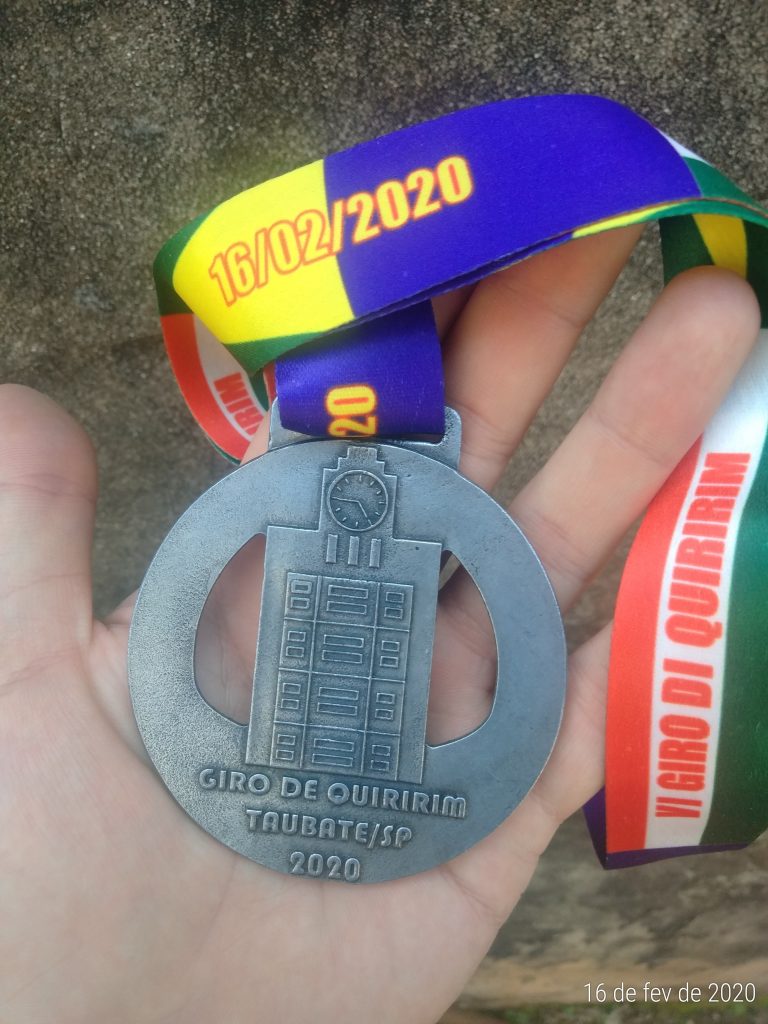 16/02/2020
RIM
20
VI GIRO DI QUIRIRIM
GIRO DE QUIRIRIM
TAUBATE/SP
2020
16 de fev de 2020